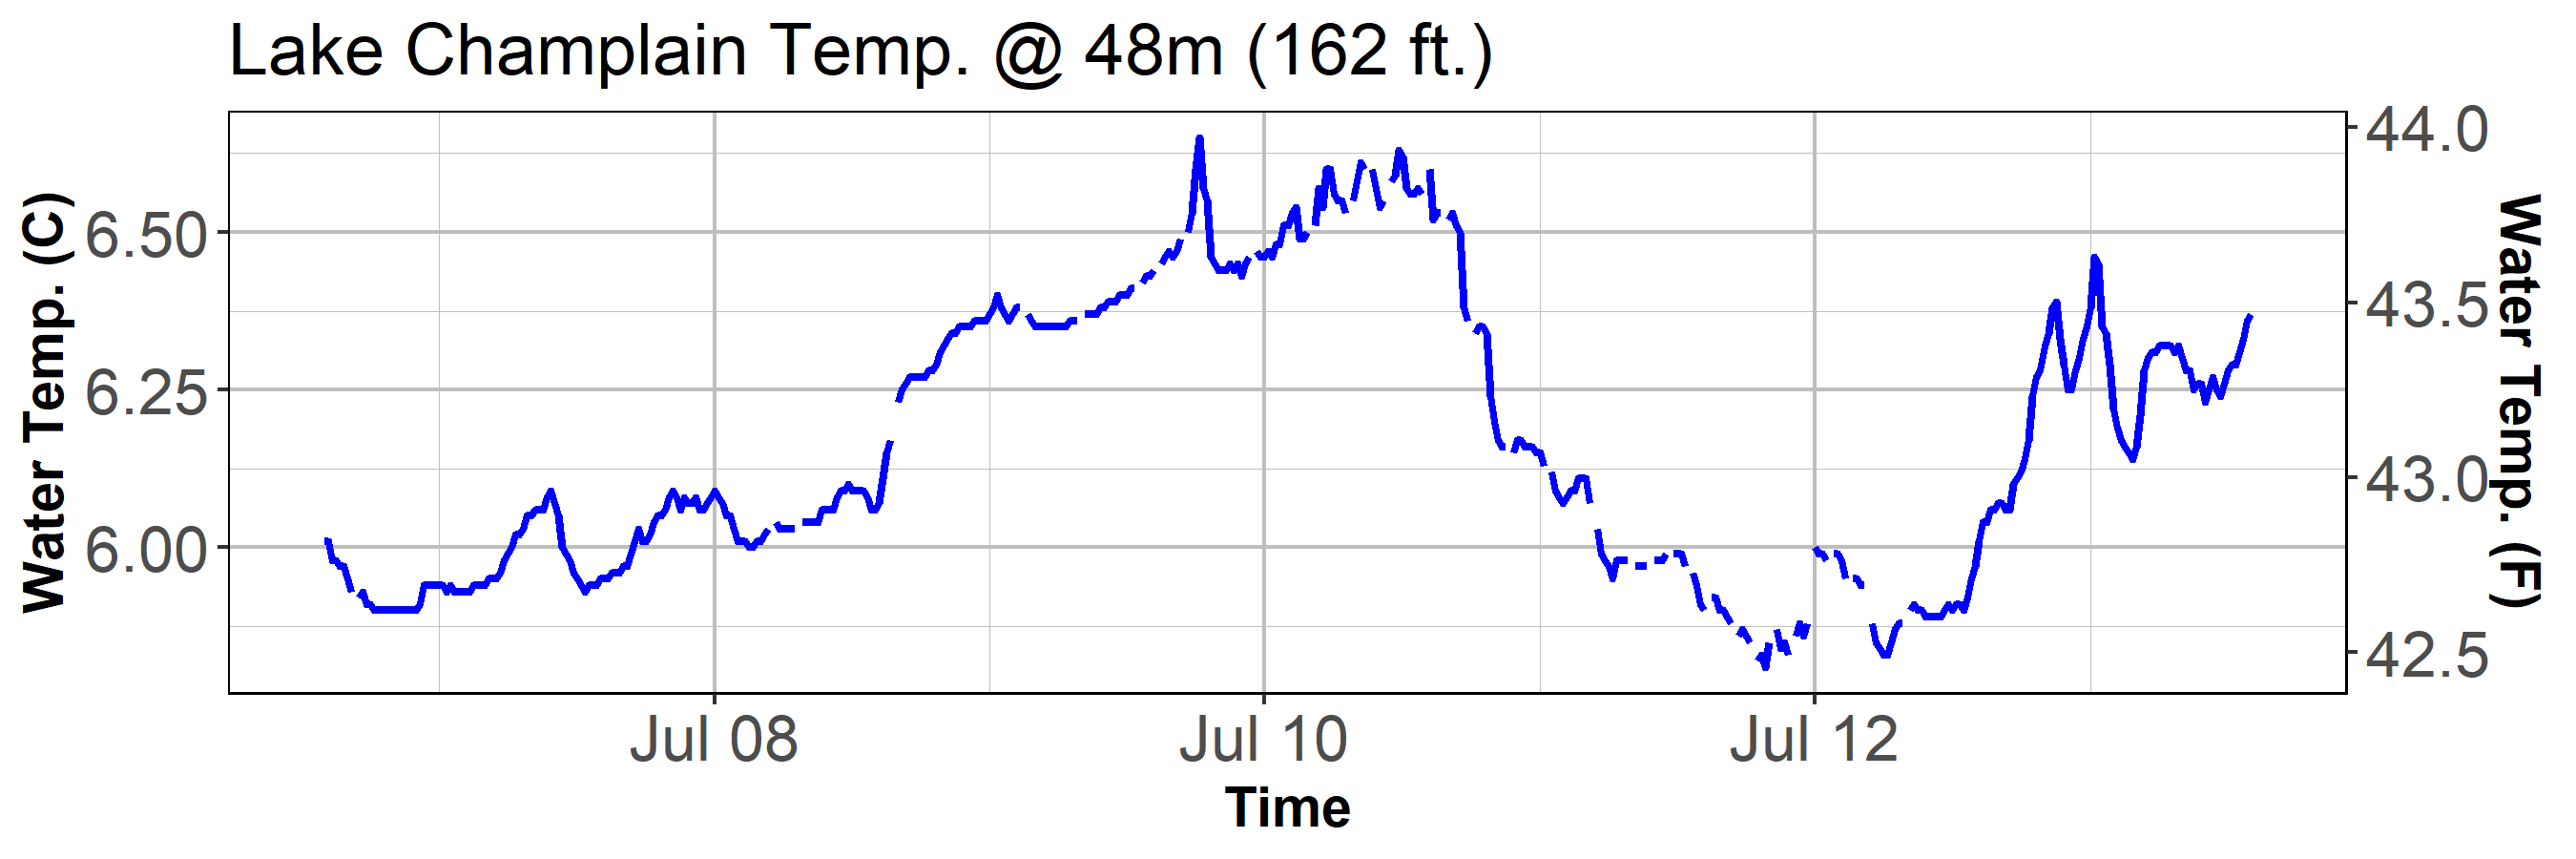 Lake Champlain Temp. @ 48m (162 ft.)
Water Temp. (C)
6.50
6.25
6.00
44.0
43.5
43.0
42.5
Water Temp. (F)
Jul 08
Jul 10
Jul 12
Time